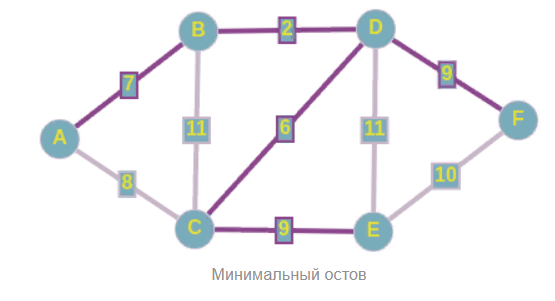 B 2 D
7 9
A 11 6 11 F
8 10
C 9 E
Минимальный остов